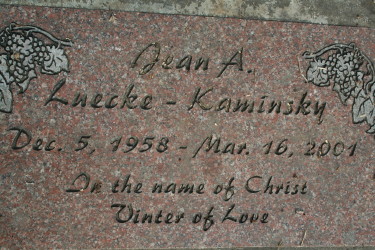 Jean A.
Luecke - Kaminsky
Dec. 5, 1958 - Mar. 16, 2001
In the name of Christ
Vinter of Love